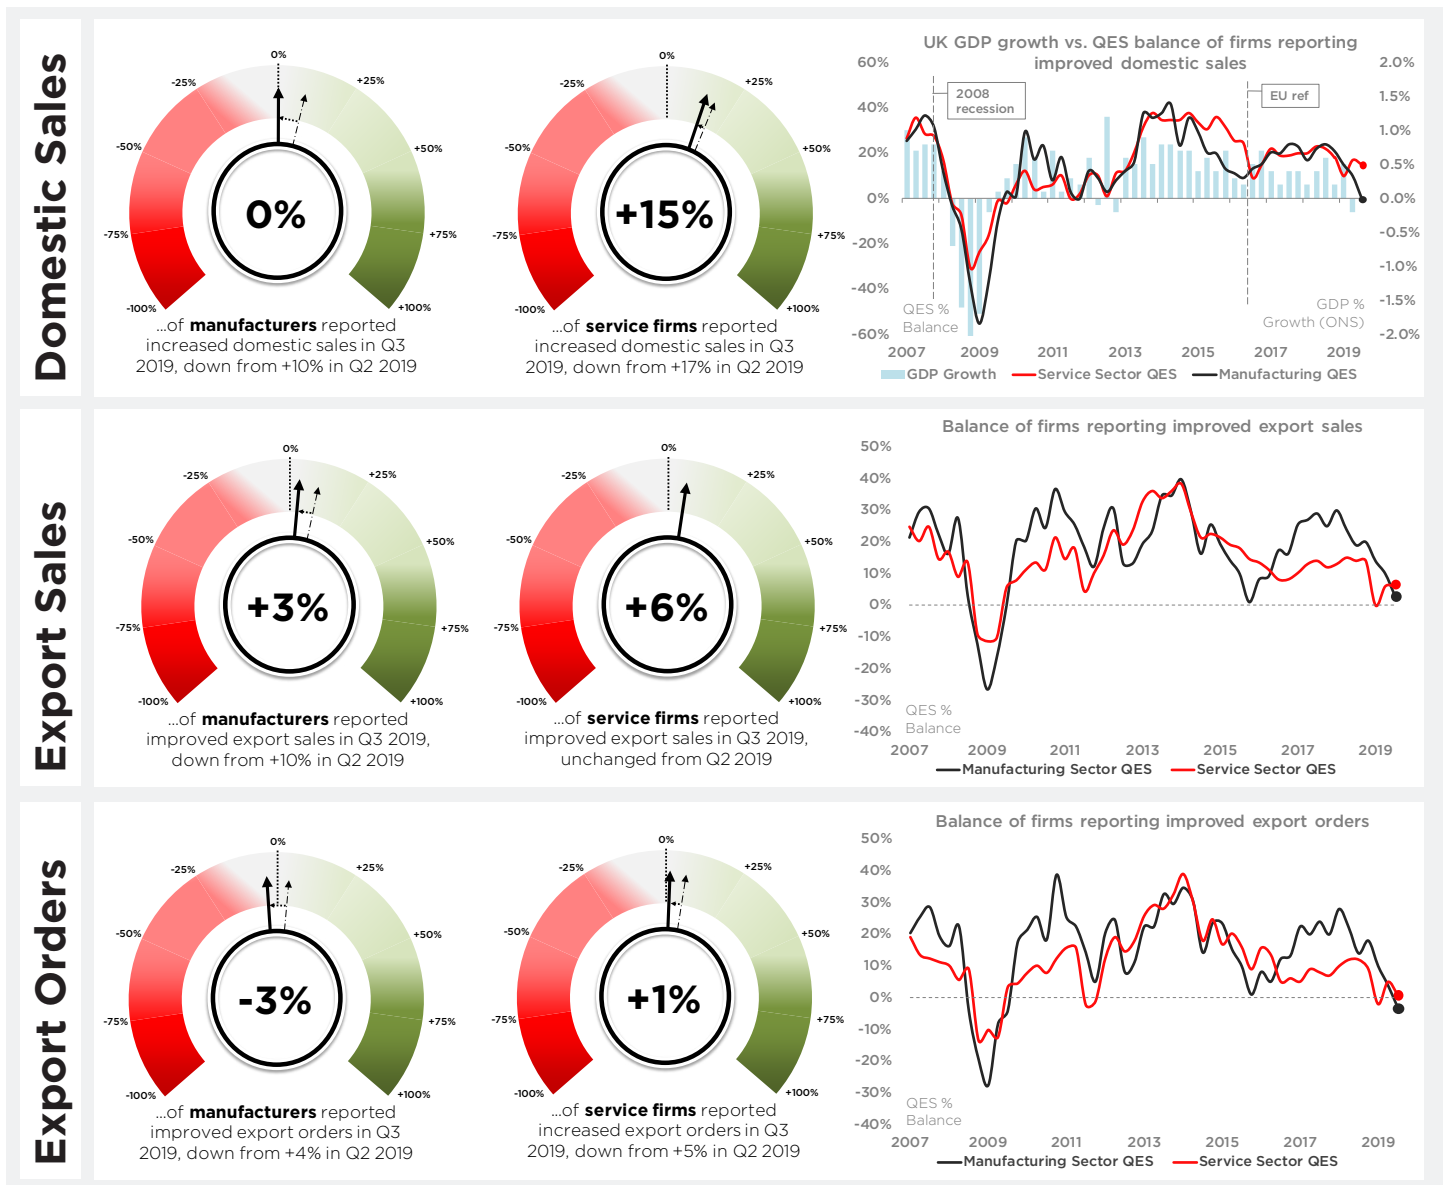 Domestic Sales
0%
-25%
+25%
-50%
+50%
-75%
+75%
-100%
+100%
0%
...of manufacturers reported
increased domestic sales in Q3
2019, down from +10% in Q2 2019
0%
-25%
+25%
-50%
+50%
-75%
+75%
-100%
+100%
+15%
...of service firms reported
increased domestic sales in Q3
2019, down from +17% in Q2 2019
UK GDP growth vs. QES balance of firms reporting
improved domestic sales
60%
40%
20%
0%
-20%
-40%
-60%
2.0%
1.5%
1.0%
0.5%
0.0%
-0.5%
-1.0%
-1.5%
-2.0%
2008
recession
EU ref
QES %
Balance
GDP %
Growth (ONS)
2007 2009 2011 2013 2015 2017 2019
GDP Growth Service Sector QES Manufacturing QES
Export Sales
0%
-25%
+25%
-50%
+50%
-75%
+75%
-100%
+100%
+3%
...of manufacturers reported
improved export sales in Q3 2019,
down from +10% in Q2 2019
0%
-25%
+25%
-50%
+50%
-75%
+75%
-100%
+100%
+6%
...of service firms reported
improved export sales in Q3 2019,
unchanged from Q2 2019
Balance of firms reporting improved export sales
50%
40%
30%
20%
10%
0%
-10%
-20%
-30%
-40%
QES %
Balance
2007 2009 2011 2013 2015 2017 2019
Manufacturing Sector QES Service Sector QES
Export Orders
0%
-25%
+25%
-50%
+50%
-75%
+75%
-100%
+100%
-3%
...of manufacturers reported
improved export orders in Q3
2019, down from +4% in Q2 2019
0%
-25%
+25%
-50%
+50%
-75%
+75%
-100%
+100%
+1%
...of service firms reported
increased export orders in Q3
2019, down from +5% in Q2 2019
Balance of firms reporting improved export orders
50%
40%
30%
20%
10%
0%
-10%
-20%
-30%
-40%
QES %
Balance
2007 2009 2011 2013 2015 2017 2019
Manufacturing Sector QES Service Sector QES